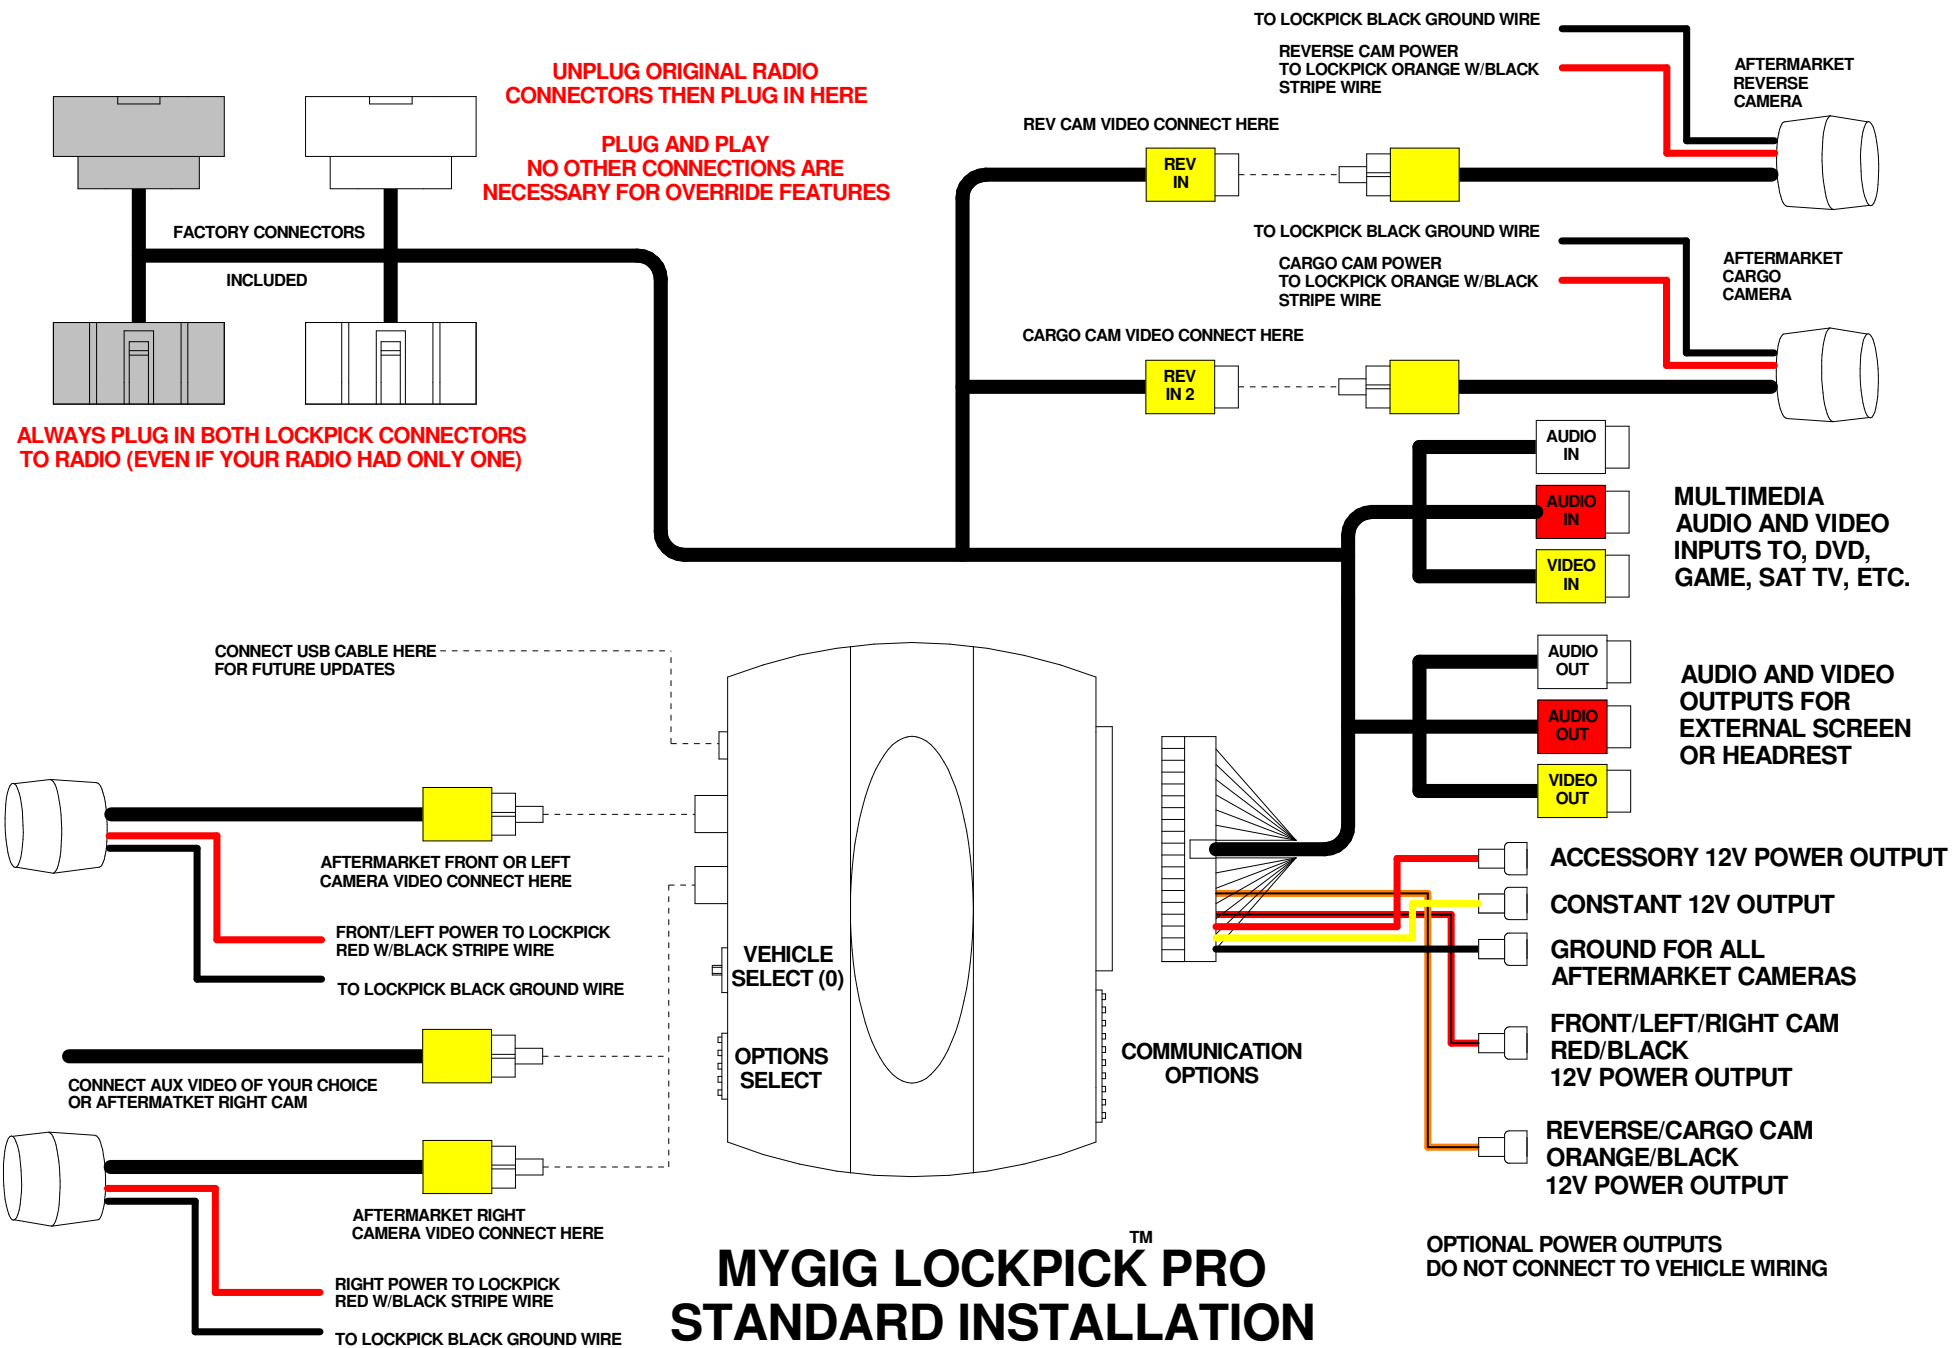 UNPLUG ORIGINAL RADIO
CONNECTORS THEN PLUG IN HERE
PLUG AND PLAY
NO OTHER CONNECTIONS ARE
NECESSARY FOR OVERRIDE FEATURES
FACTORY CONNECTORS
INCLUDED
ALWAYS PLUG IN BOTH LOCKPICK CONNECTORS
TO RADIO (EVEN IF YOUR RADIO HAD ONLY ONE)
TO LOCKPICK BLACK GROUND WIRE
REVERSE CAM POWER
TO LOCKPICK ORANGE W/BLACK
STRIPE WIRE
AFTERMARKET
REVERSE
CAMERA
REV CAM VIDEO CONNECT HERE
REV
IN
TO LOCKPICK BLACK GROUND WIRE
CARGO CAM POWER
TO LOCKPICK ORANGE W/BLACK
STRIPE WIRE
AFTERMARKET
CARGO
CAMERA
CARGO CAM VIDEO CONNECT HERE
REV
IN 2
AUDIO
IN
AUDIO
IN
VIDEO
IN
MULTIMEDIA
AUDIO AND VIDEO
INPUTS TO, DVD,
GAME, SAT TV, ETC.
AUDIO
OUT
AUDIO
OUT
VIDEO
OUT
AUDIO AND VIDEO
OUTPUTS FOR
EXTERNAL SCREEN
OR HEADREST
CONNECT USB CABLE HERE
FOR FUTURE UPDATES
AFTERMARKET FRONT OR LEFT
CAMERA VIDEO CONNECT HERE
FRONT/LEFT POWER TO LOCKPICK
RED W/BLACK STRIPE WIRE
TO LOCKPICK BLACK GROUND WIRE
CONNECT AUX VIDEO OF YOUR CHOICE
OR AFTERMATKET RIGHT CAM
AFTERMARKET RIGHT
CAMERA VIDEO CONNECT HERE
RIGHT POWER TO LOCKPICK
RED W/BLACK STRIPE WIRE
TO LOCKPICK BLACK GROUND WIRE
VEHICLE
SELECT (0)
OPTIONS
SELECT
COMMUNICATION
OPTIONS
ACCESSORY 12V POWER OUTPUT
CONSTANT 12V OUTPUT
GROUND FOR ALL
AFTERMARKET CAMERAS
FRONT/LEFT/RIGHT CAM
RED/BLACK
12V POWER OUTPUT
REVERSE/CARGO CAM
ORANGE/BLACK
12V POWER OUTPUT
OPTIONAL POWER OUTPUTS
DO NOT CONNECT TO VEHICLE WIRING
MYGIG LOCKPICK™ PRO
STANDARD INSTALLATION